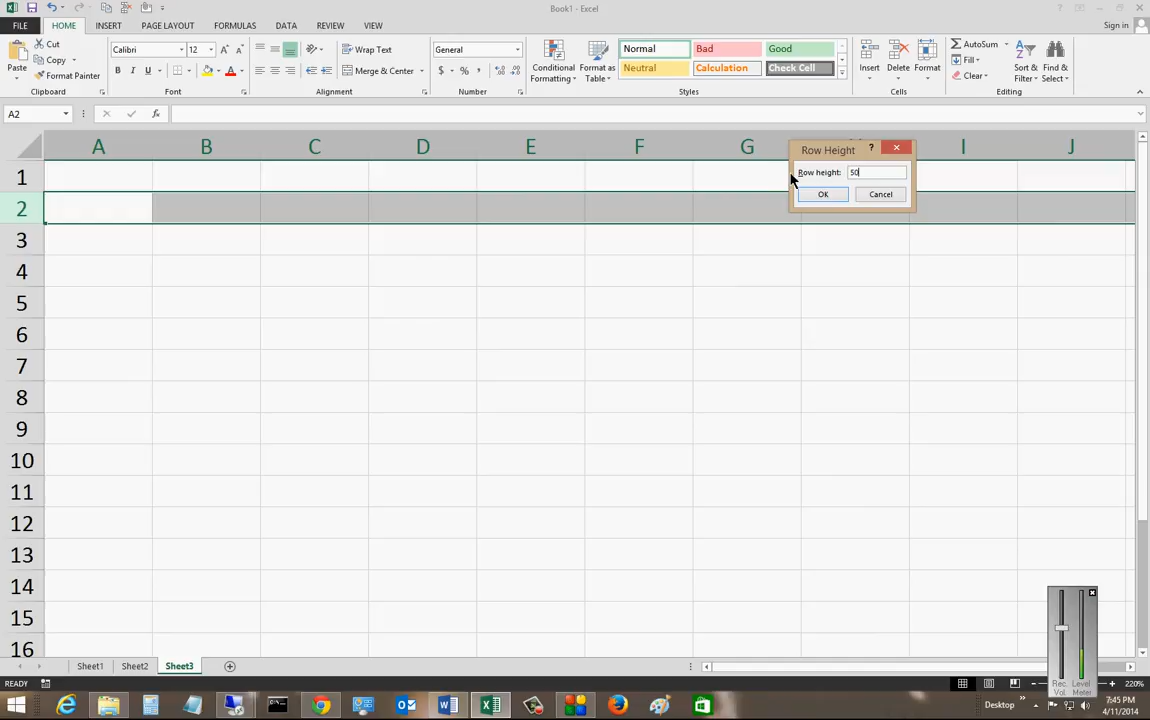 Book1 - Excel
? Sign in
FILE HOME INSERT PAGE LAYOUT FORMULAS DATA REVIEW VIEW
Paste
Cut
Copy
Format Painter
Clipboard
Calibri 12
B I U
Font
Wrap Text
Merge & Center
Alignment
General
$ % ,
Number
Conditional Formatting
Format as Table
Normal Bad Good
Neutral Calculation Check Cell
Styles
Insert Delete Format
Cells
AutoSum
Fill
Clear
Sort & Filter
Find & Select
Editing
A2 fx
A B C D E F G I J
Row Height ?
Row height: 50
OK Cancel
1
2
3
4
5
6
7
8
9
10
11
12
13
14
15
16
Rec. Vol. Level Meter
Sheet1 Sheet2 Sheet3
READY 220%
Desktop
7:45 PM
4/11/2014